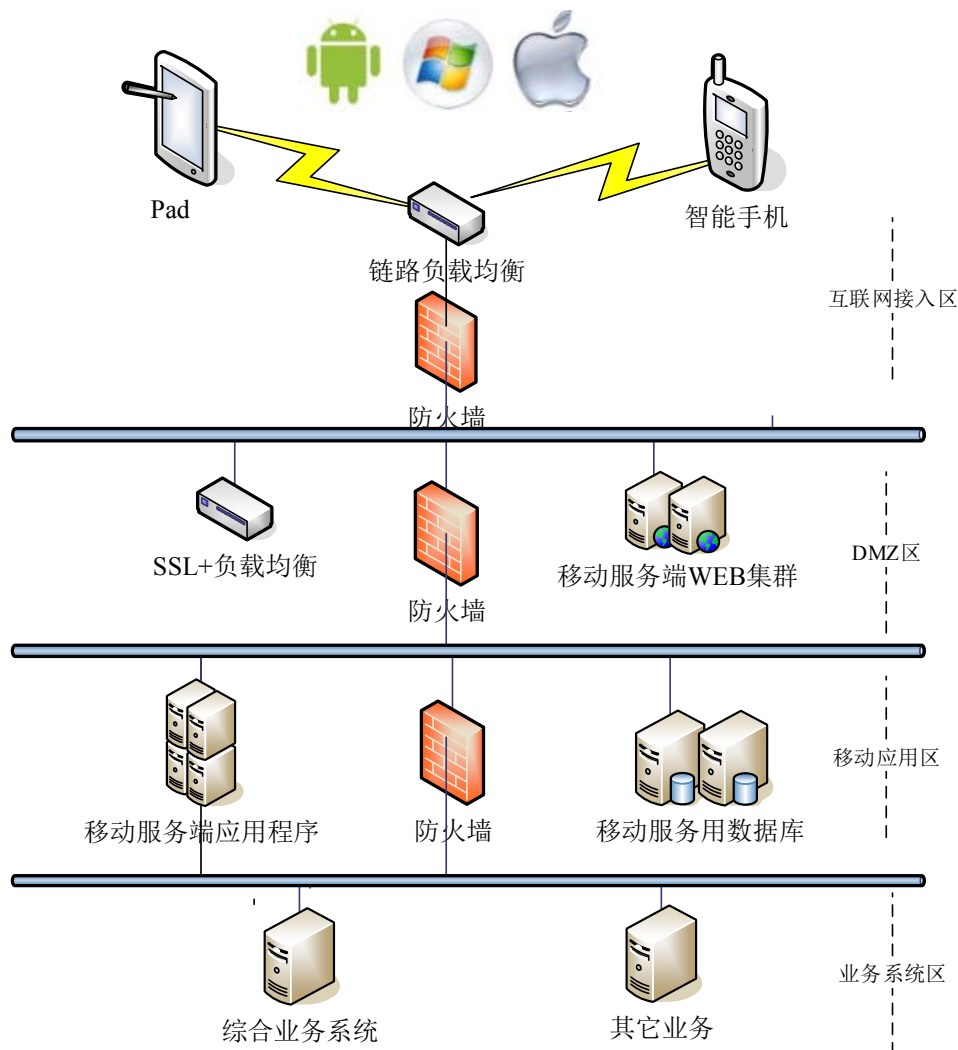 Pad
智能手机
链路负载均衡
互联网接入区
防火墙
SSL+负载均衡
防火墙
移动服务端WEB集群
DMZ区
移动服务端应用程序
防火墙
移动服务用数据库
移动应用区
综合业务系统
其它业务
业务系统区